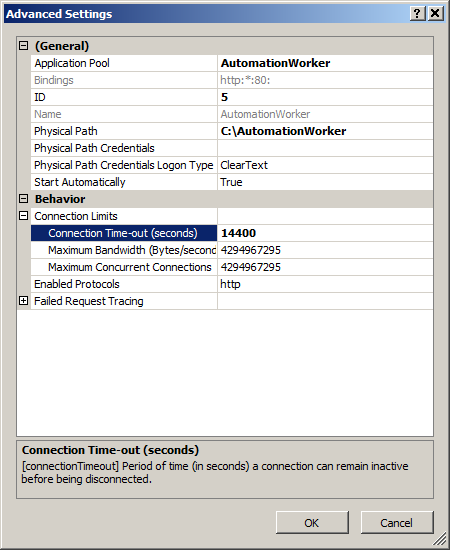 Advanced Settings
(General)
Application Pool AutomationWorker
Bindings http:*:80:
ID 5
Name AutomationWorker
Physical Path C:\AutomationWorker
Physical Path Credentials
Physical Path Credentials Logon Type ClearText
Start Automatically True
Behavior
Connection Limits
Connection Time-out (seconds) 14400
Maximum Bandwidth (Bytes/second 4294967295
Maximum Concurrent Connections 4294967295
Enabled Protocols http
Failed Request Tracing
Connection Time-out (seconds)
[connectionTimeout] Period of time (in seconds) a connection can remain inactive
before being disconnected.
OK Cancel